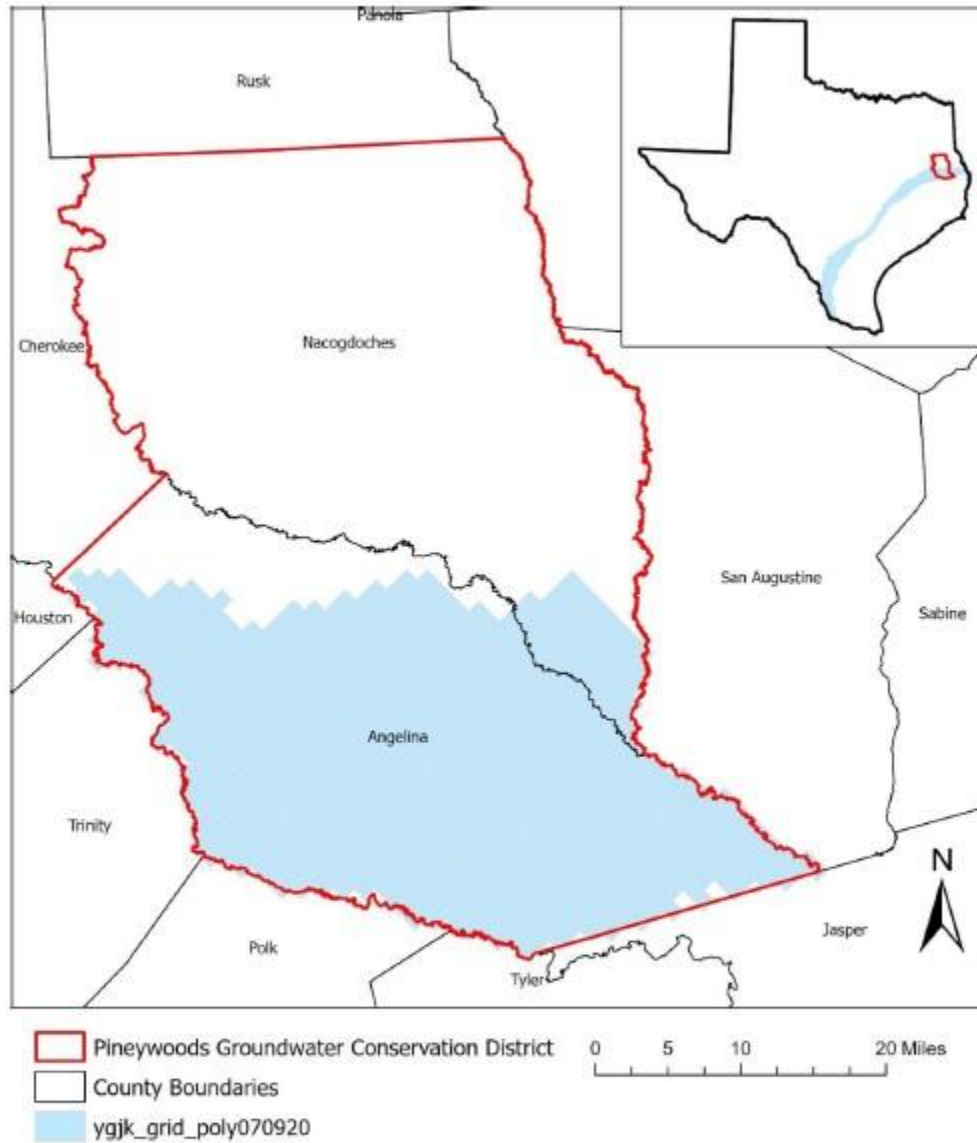 Panola
Rusk
Cherokee
Nacogdoches
San Augustine
Houston
Sabine
Angelina
Trinity
N
Polk
Jasper
Tyler
Pineywoods Groundwater Conservation District
0 5 10 20 Miles
County Boundaries
ygjk_grid_poly070920